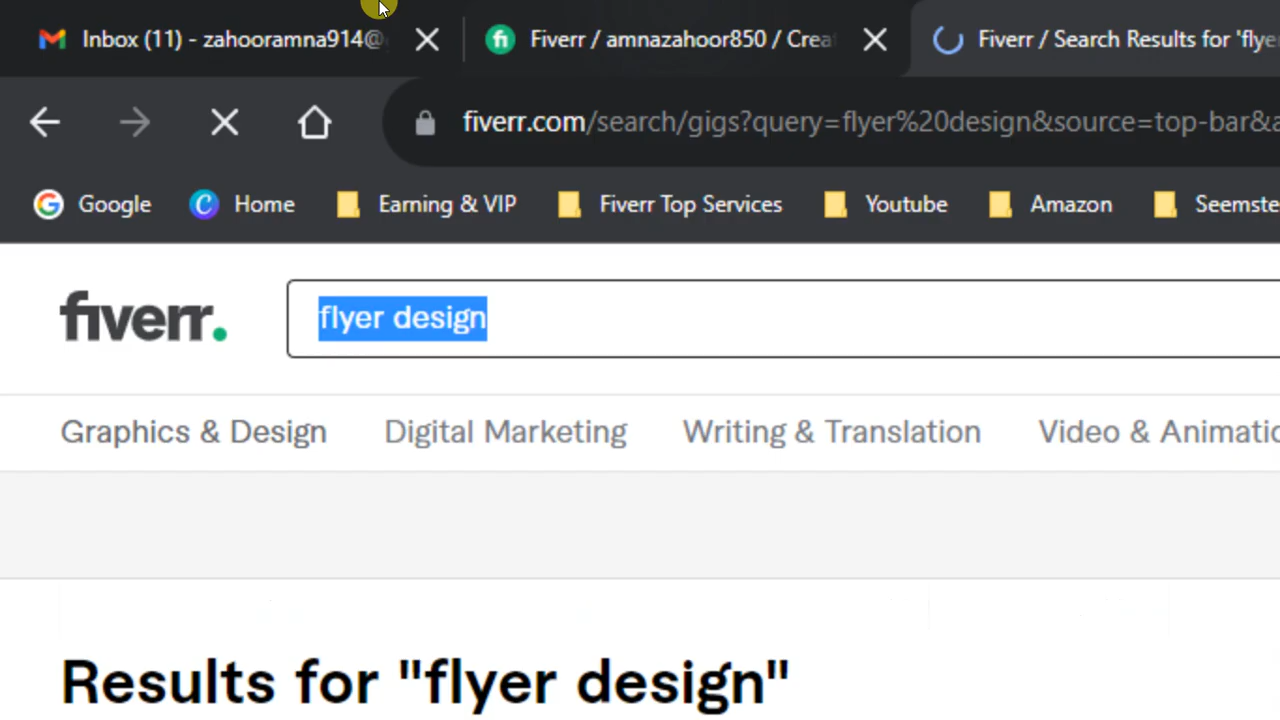 Inbox (11) - zahooramna914@
Fiverr / amnazahoor850 / Crea
Fiverr / Search Results for 'flye
fiverr.com/search/gigs?query=flyer%20design&source=top-bar&a
Google Home Earning & VIP Fiverr Top Services Youtube Amazon Seemste
fiverr.
flyer design
Graphics & Design Digital Marketing Writing & Translation Video & Animatic
Results for "flyer design"